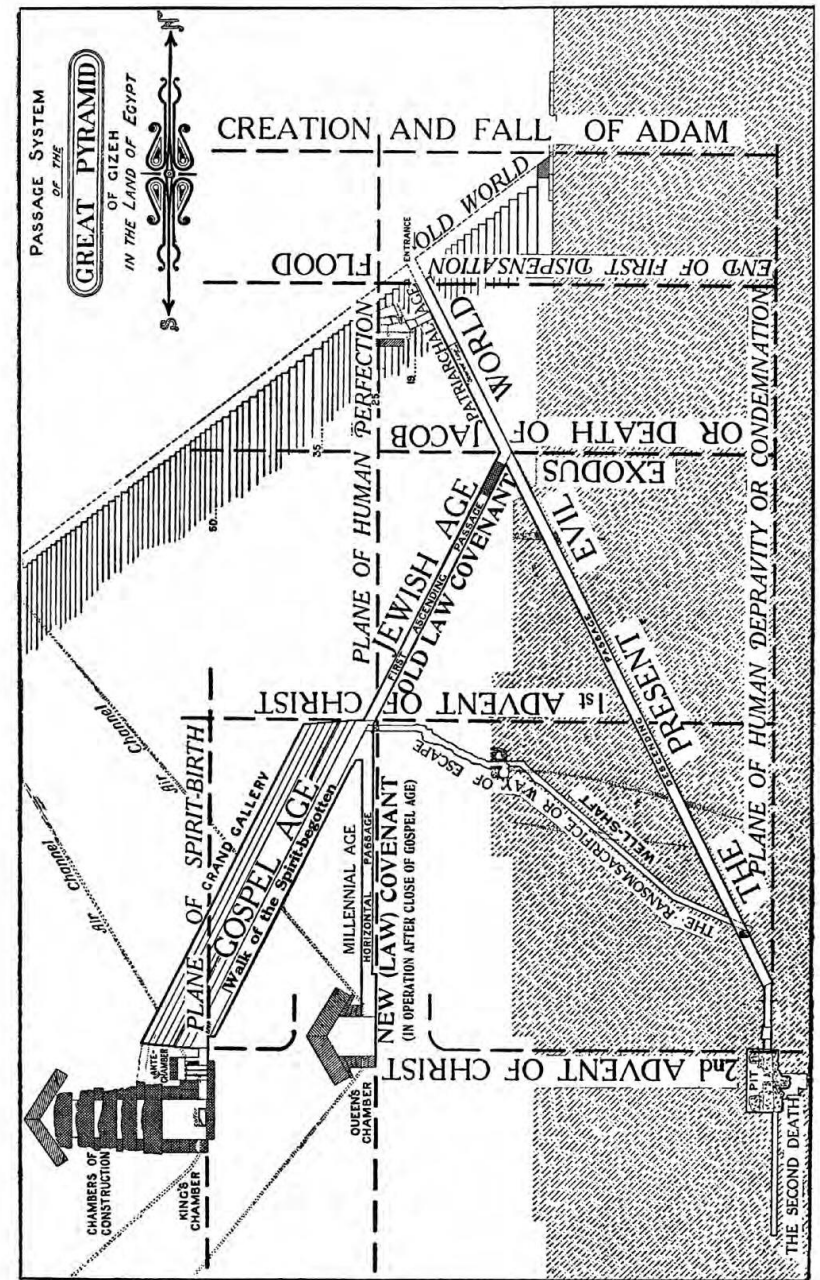 PASSAGE SYSTEM
OF THE
GREAT PYRAMID
OF GIZEH
IN THE LAND OF EGYPT
S
N
CREATION AND FALL OF ADAM
OLD WORLD
ENTRANCE
FLOOD
END OF FIRST DISPENSATION
PATRIARCHAL AGE
THE PRESENT EVIL WORLD
DESCENDING PASSAGE
EXODUS
OR DEATH OF JACOB
19
25
35
50
PLANE OF HUMAN PERFECTION
JEWISH AGE
FIRST ASCENDING PASSAGE
OLD LAW COVENANT
1st ADVENT OF CHRIST
Air Channel
Air Channel
PLANE OF SPIRIT-BIRTH
GRAND GALLERY
GOSPEL AGE
Walk of the Spirit-begotten
MILLENNIAL AGE
HORIZONTAL PASSAGE
NEW (LAW) COVENANT
(IN OPERATION AFTER CLOSE OF GOSPEL AGE)
THE RANSOM-SACRIFICE OR WAY OF ESCAPE
WELL-SHAFT
PLANE OF HUMAN DEPRAVITY OR CONDEMNATION
2nd ADVENT OF CHRIST
ANTE-
CHAMBER
CHAMBERS OF
CONSTRUCTION
KING'S
CHAMBER
QUEEN'S
CHAMBER
PIT
THE SECOND DEATH